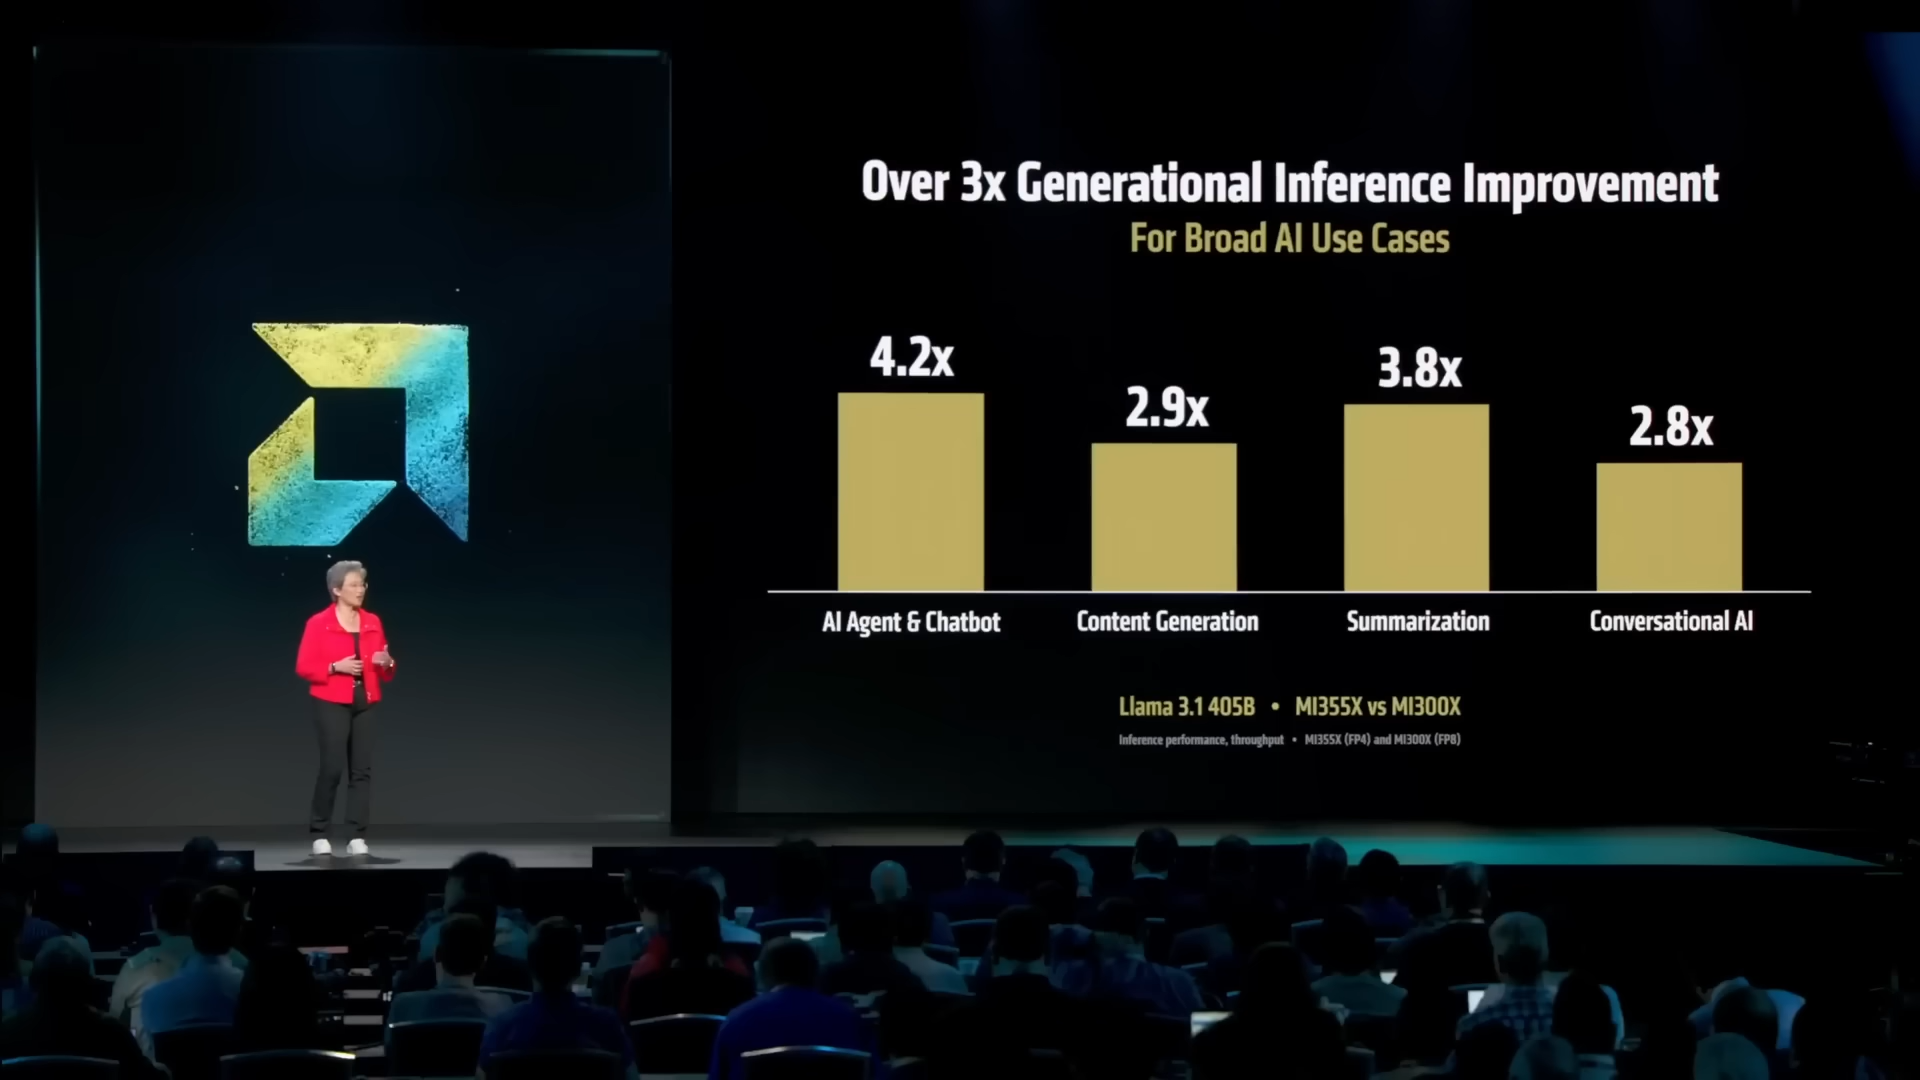 Over 3x Generational Inference Improvement
For Broad AI Use Cases
4.2x
2.9x
3.8x
2.8x
AI Agent & Chatbot
Content Generation
Summarization
Conversational AI
Llama 3.1 405B • MI355X vs MI300X
Inference performance, throughput • MI355X (FP4) and MI300X (FP8)